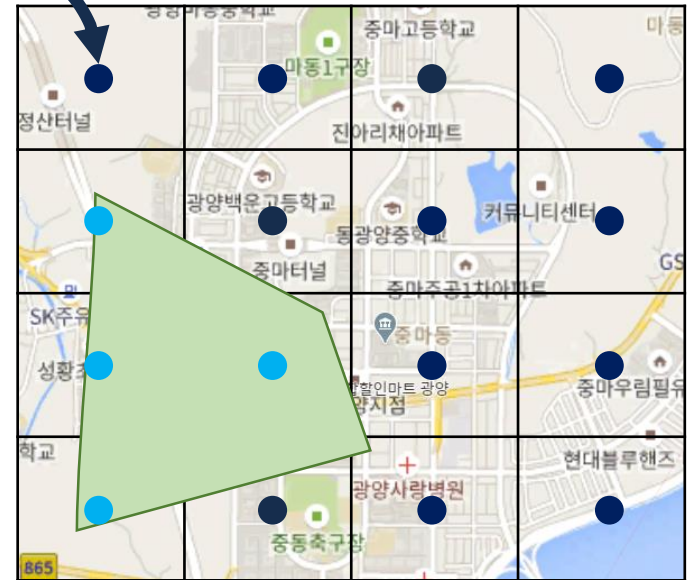 중마고등학교
마동
마동1구장
정산터널
진아리채아파트
광양백운고등학교
커뮤니티센터
동광양중학교
중마터널
GS
중마주공1차아파트
SK주유
중마동
성황초
할인마트 광양
양지점
중마우림필유
학교
현대블루핸즈
광양사랑병원
중동축구장
865